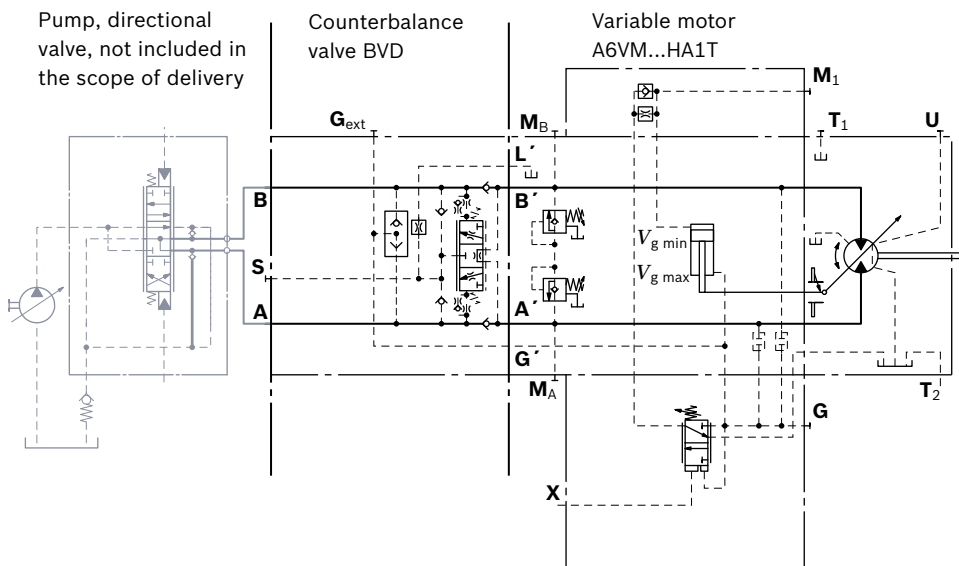 Pump, directional
valve, not included in
the scope of delivery
Counterbalance
valve BVD
Variable motor
A6VM...HA1T
M1
Gext
MB
T1
U
L´
B
B´
S
Vg min
Vg max
A
A´
G´
MA
T2
G
X